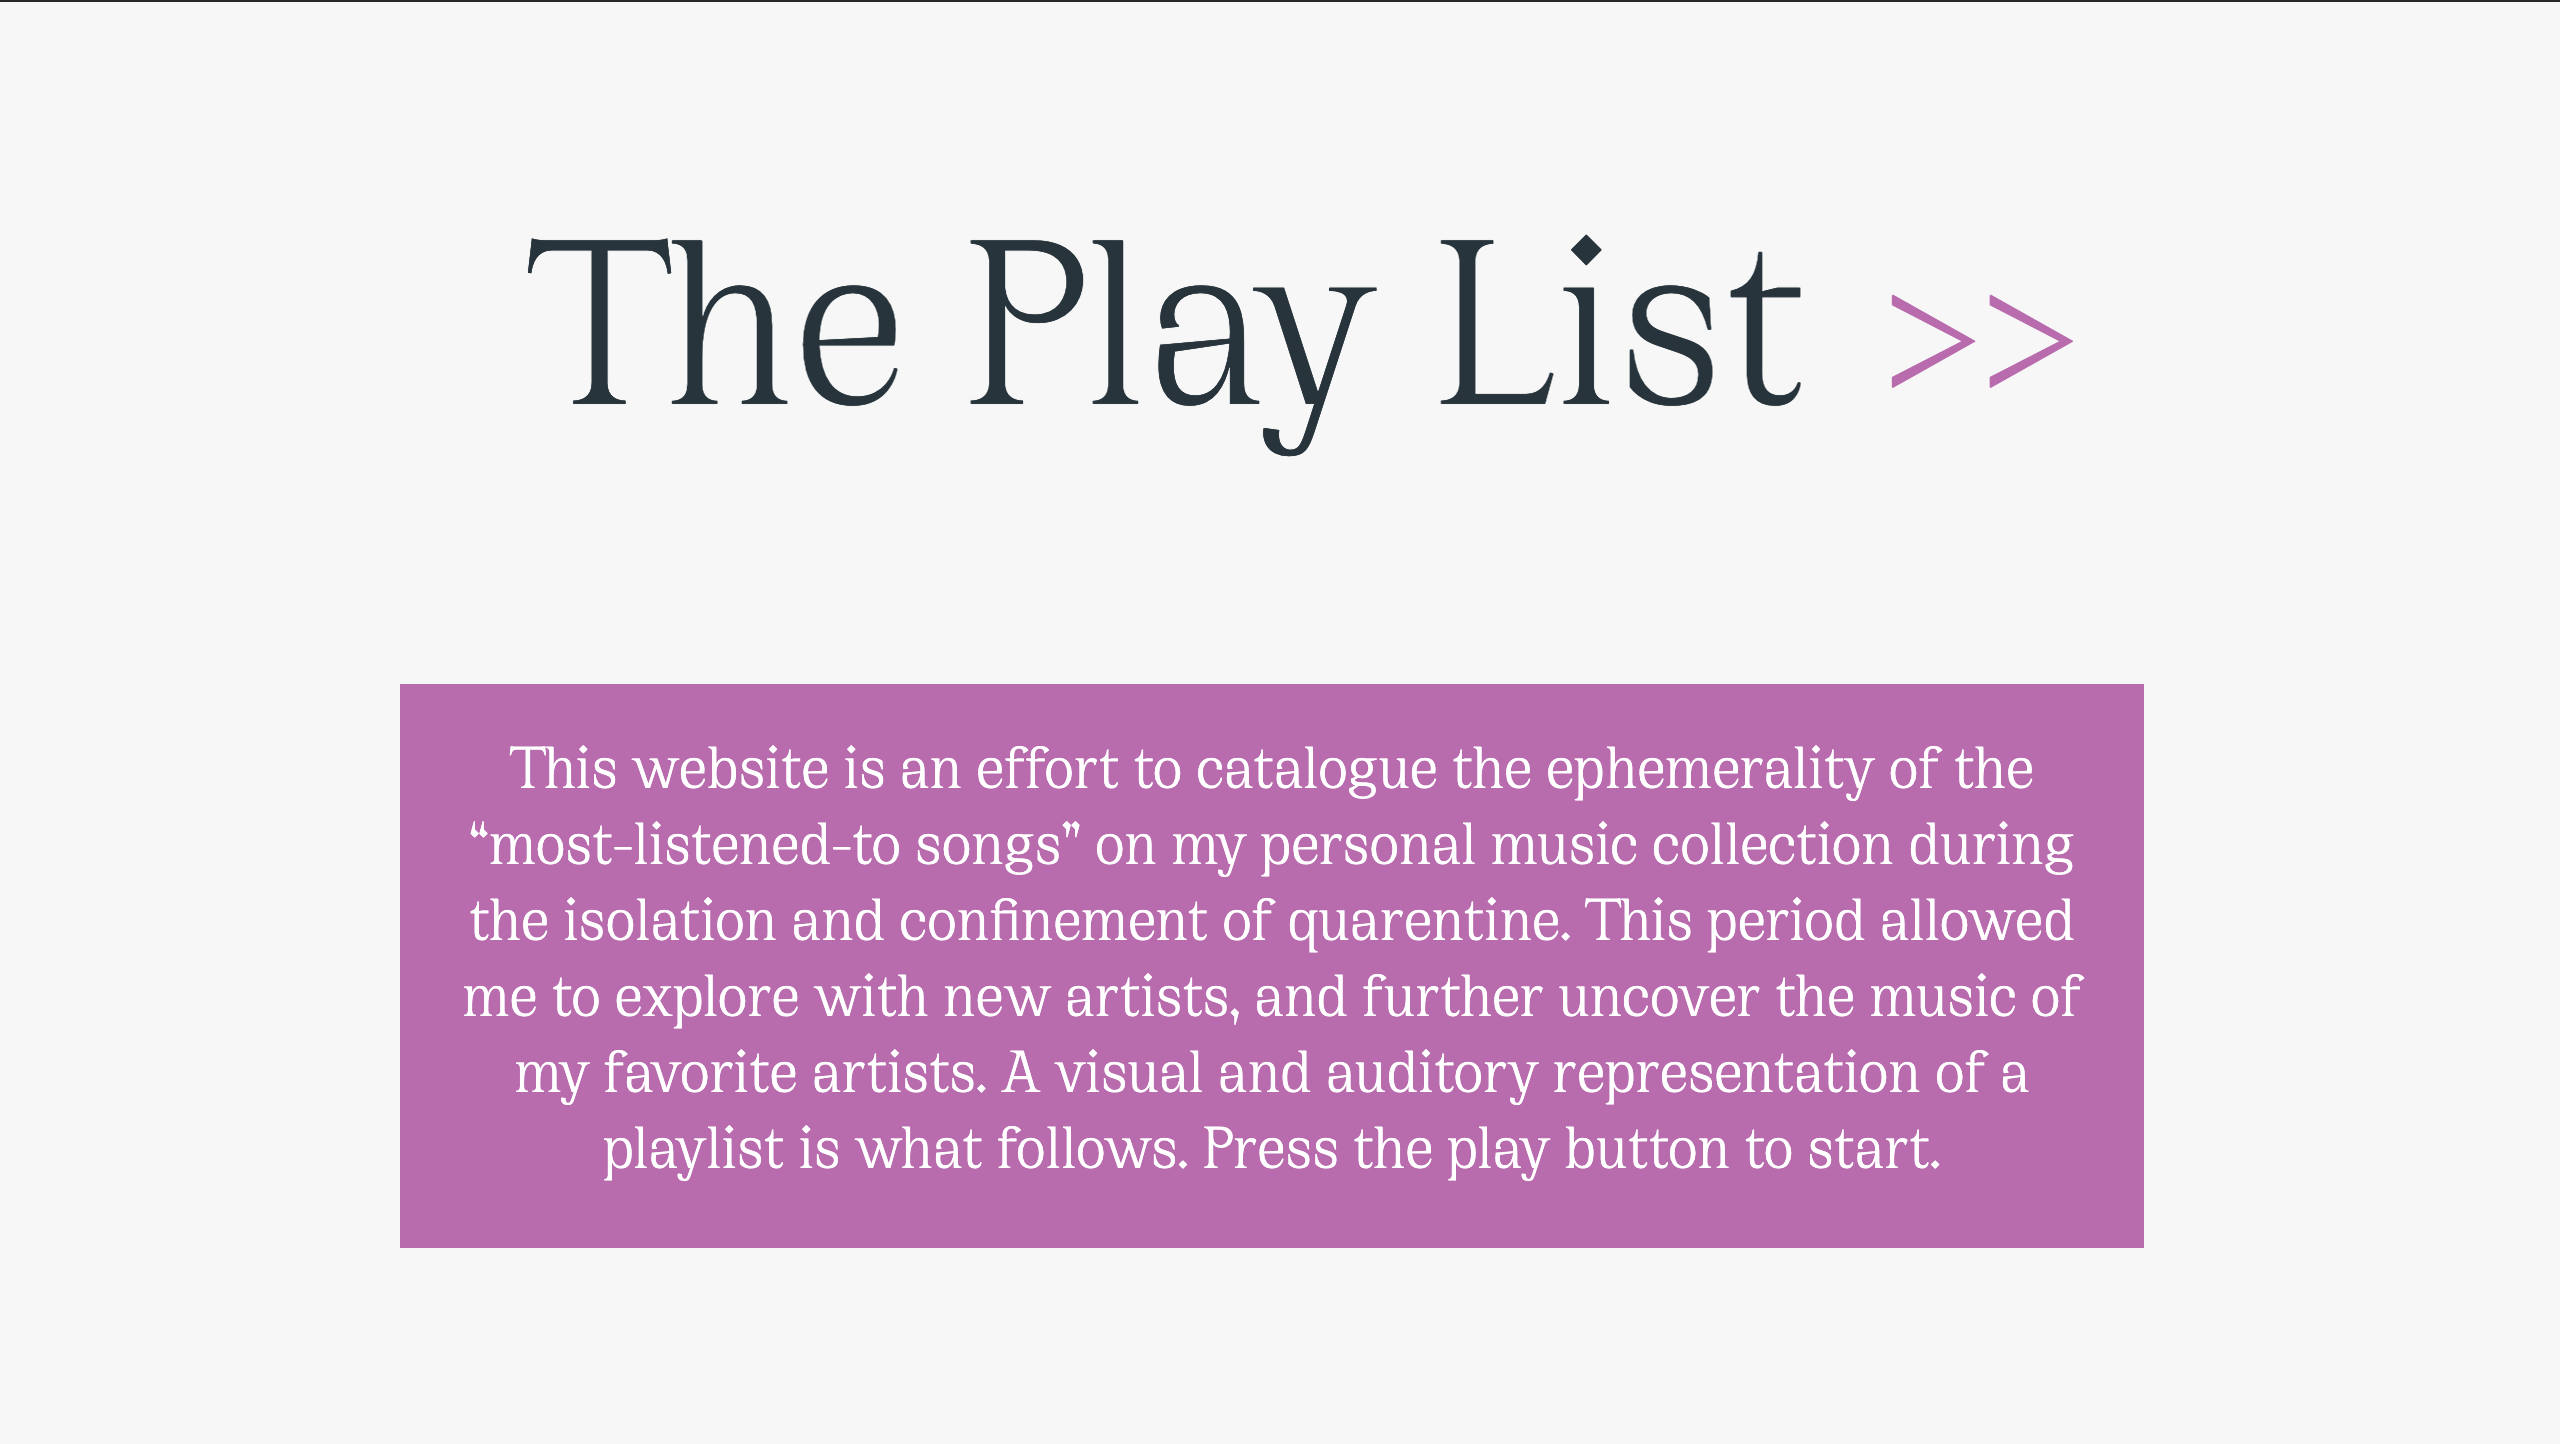 The Play List >>
This website is an effort to catalogue the ephemerality of the
“most-listened-to songs” on my personal music collection during
the isolation and confinement of quarentine. This period allowed
me to explore with new artists, and further uncover the music of
my favorite artists. A visual and auditory representation of a
playlist is what follows. Press the play button to start.